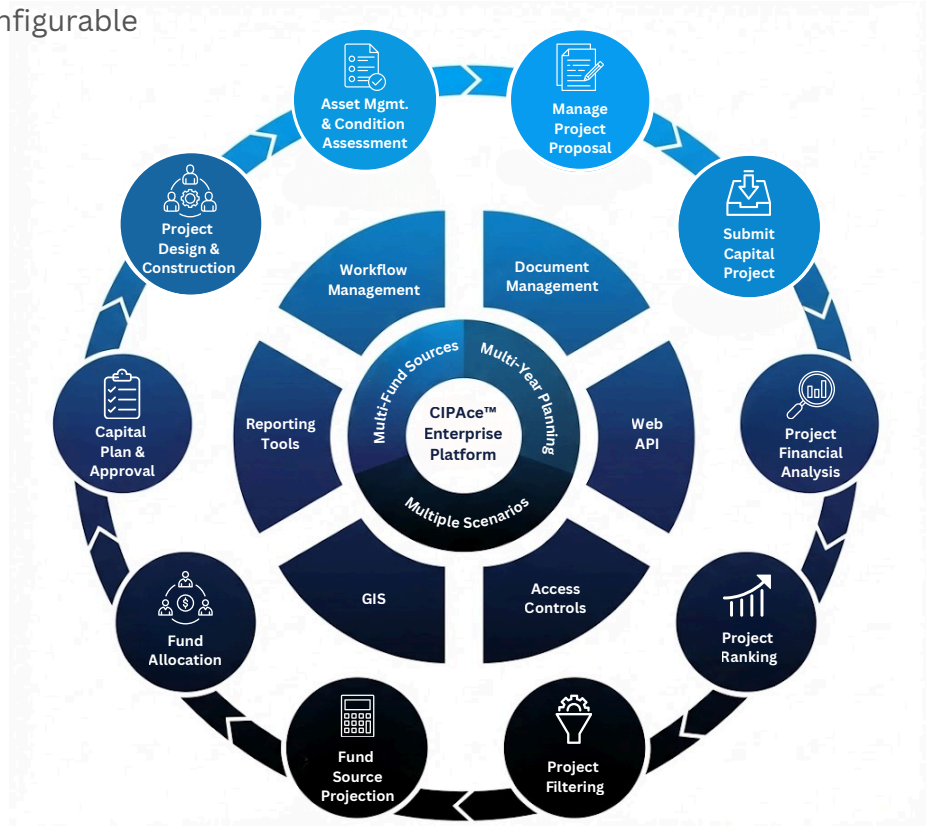 nfigurable
Asset Mgmt.
& Condition
Assessment
Manage
Project
Proposal
Submit
Capital
Project
Project
Financial
Analysis
Project
Ranking
Project
Filtering
Fund
Source
Projection
Fund
Allocation
Capital
Plan &
Approval
Project
Design &
Construction
Workflow
Management
Document
Management
Web
API
Access
Controls
GIS
Reporting
Tools
Multi-Fund Sources
Multi-Year Planning
Multiple Scenarios
CIPAce™
Enterprise
Platform
$